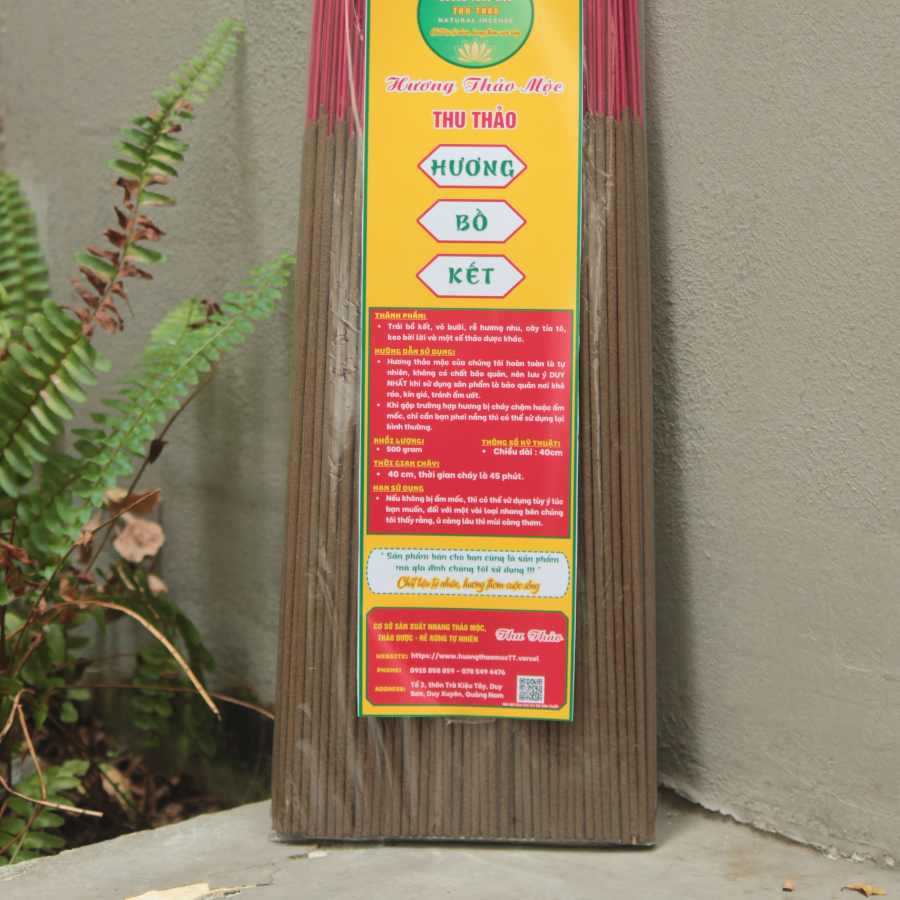 THU THẢO
NATURAL INCENSE
Chất liệu tự nhiên, hương thơm cuộc sống
Hương Thảo Mộc
THU THẢO
HƯƠNG
BỒ
KẾT
THÀNH PHẦN:
• Trái bồ kết, vỏ bưởi, rễ hương nhu, cây tía tô,
keo bời lời và một số thảo dược khác.
HƯỚNG DẪN SỬ DỤNG:
• Hương thảo mộc của chúng tôi hoàn toàn là tự
nhiên, không có chất bảo quản, nên lưu ý DUY
NHẤT khi sử dụng sản phẩm là bảo quản nơi khô
ráo, kín gió, tránh ẩm ướt.
• Khi gộp trường hợp hương bị cháy chậm hoặc ẩm
mốc, chỉ cần bạn phơi nắng thì có thể sử dụng lại
bình thường.
KHỐI LƯỢNG:
• 500 gram
THÔNG SỐ KỸ THUẬT:
• Chiều dài : 40cm
THỜI GIAN CHÁY:
• 40 cm, thời gian cháy là 45 phút.
HẠN SỬ DỤNG
• Nếu không bị ẩm mốc, thì có thể sử dụng tùy ý lúc
bạn muốn, đối với một vài loại nhang bên chúng
tôi thấy rằng, ủ càng lâu thì mùi càng thơm.
" Sản phẩm bán cho bạn cũng là sản phẩm
mà gia đình chúng tôi sử dụng !!! "
Chất liệu tự nhiên, hương thơm cuộc sống
CƠ SỞ SẢN XUẤT NHANG THẢO MỘC,
THẢO DƯỢC - RỄ RỪNG TỰ NHIÊN
Thu Thảo
WEBSITE: https://www.huongthaomocTT.vercel
PHONE: 0915 858 859 - 078 549 4476
ADDRESS: Tổ 3, thôn Trà Kiệu Tây, Duy
Sơn, Duy Xuyên, Quảng Nam